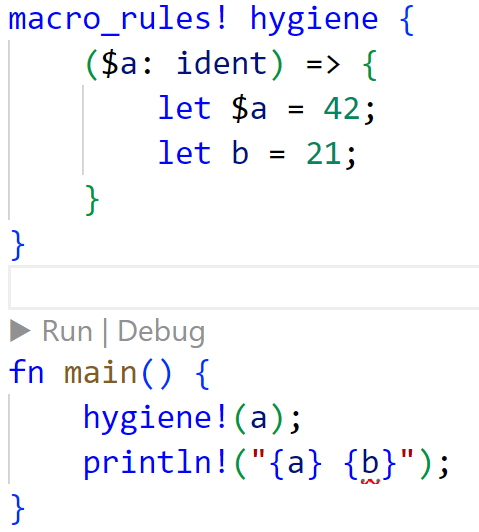 macro_rules! hygiene {
    ($a: ident) => {
        let $a = 42;
        let b = 21;
    }
}
▶ Run | Debug
fn main() {
    hygiene!(a);
    println!("{a} {b}");
}